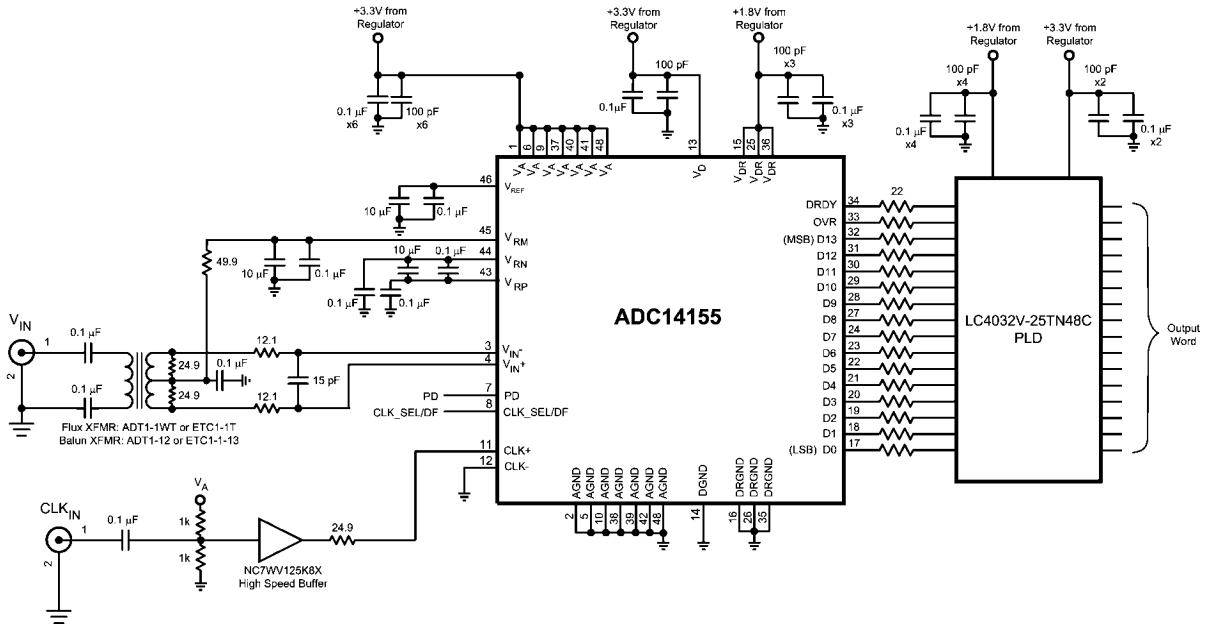 +3.3V from
Regulator
+3.3V from
Regulator
+1.8V from
Regulator
+1.8V from
Regulator
+3.3V from
Regulator
0.1 µF
x6
100 pF
x6
100 pF
0.1µF
100 pF
x3
0.1 µF
x3
100 pF
x4
0.1 µF
x4
100 pF
x2
0.1 µF
x2
1
6
9
37
40
41
48
13
15
25
36
VA
VA
VA
VA
VA
VA
VA
VD
VDR
VDR
VDR
46
VREF
10 µF
0.1 µF
45
VRM
49.9
10 µF
0.1 µF
44
VRN
43
VRP
10 µF
0.1 µF
0.1 µF
0.1 µF
ADC14155
VIN
1
2
0.1 µF
0.1 µF
24.9
24.9
0.1 µF
12.1
12.1
15 pF
3
VIN-
4
VIN+
PD
7
PD
CLK_SEL/DF
8
CLK_SEL/DF
11
CLK+
12
CLK-
Flux XFMR: ADT1-1WT or ETC1-1T
Balun XFMR: ADT1-12 or ETC1-1-13
CLKIN
1
2
0.1 µF
VA
1k
1k
NC7WV125K8X
High Speed Buffer
24.9
AGND
AGND
AGND
AGND
AGND
AGND
AGND
DGND
DRGND
DRGND
DRGND
2
5
10
38
39
42
48
14
16
26
35
22
DRDY 34
OVR 33
(MSB) D13 32
D12 31
D11 30
D10 29
D9 28
D8 27
D7 24
D6 23
D5 22
D4 21
D3 20
D2 19
D1 18
(LSB) D0 17
LC4032V-25TN48C
PLD
Output
Word